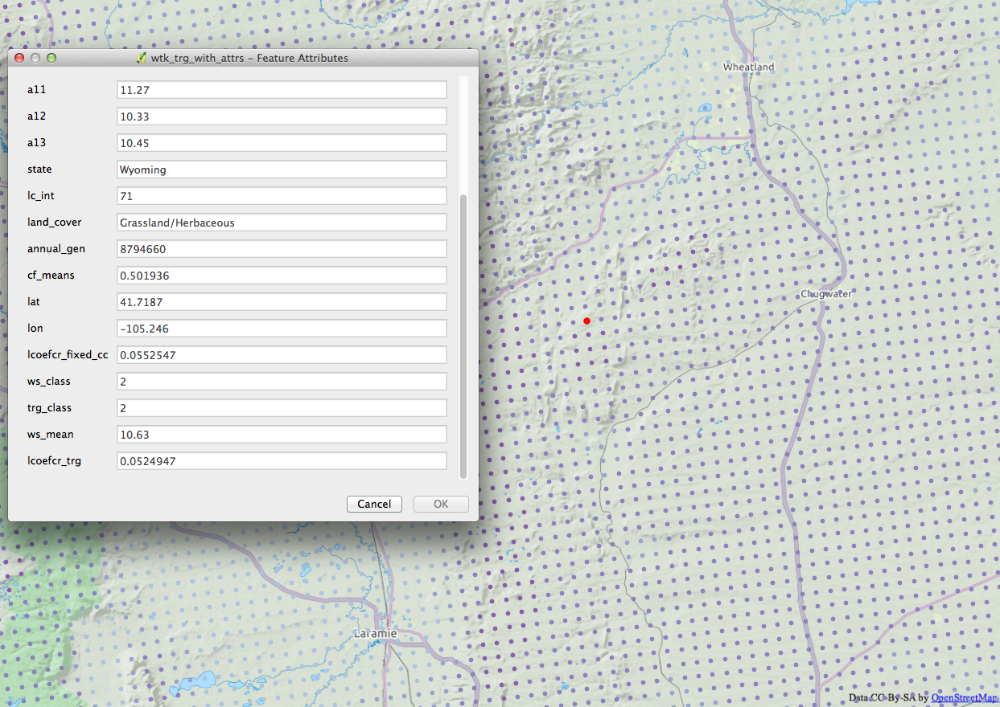 wtk_trg_with_attrs – Feature Attributes
a11 11.27
a12 10.33
a13 10.45
state Wyoming
lc_int 71
land_cover Grassland/Herbaceous
annual_gen 8794660
cf_means 0.501936
lat 41.7187
lon -105.246
lcoefcr_fixed_cc 0.0552547
ws_class 2
trg_class 2
ws_mean 10.63
lcoefcr_trg 0.0524947
Cancel OK
Wheatland
Chugwater
Laramie
Data CC-By-SA by OpenStreetMap